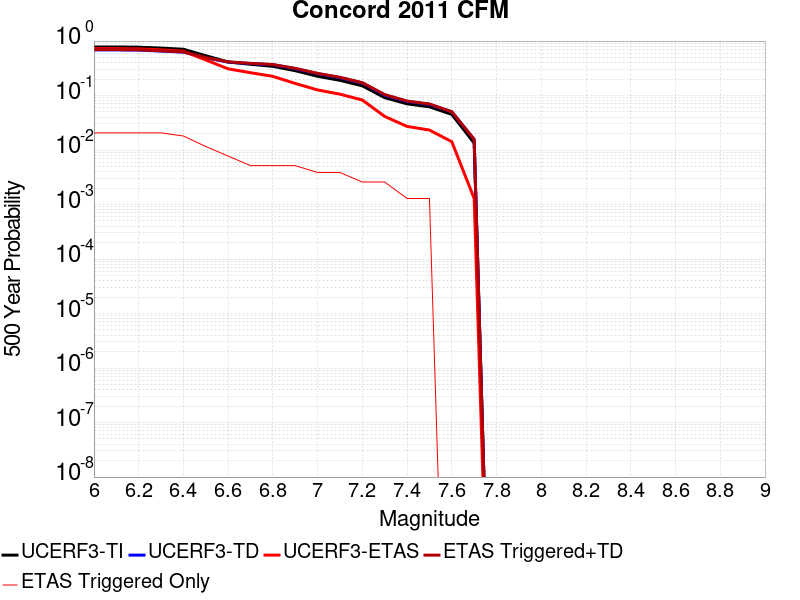 Concord 2011 CFM
500 Year Probability
10^0
10^-1
10^-2
10^-3
10^-4
10^-5
10^-6
10^-7
10^-8
6 6.2 6.4 6.6 6.8 7 7.2 7.4 7.6 7.8 8 8.2 8.4 8.6 8.8 9
Magnitude
UCERF3-TI UCERF3-TD UCERF3-ETAS ETAS Triggered+TD
ETAS Triggered Only